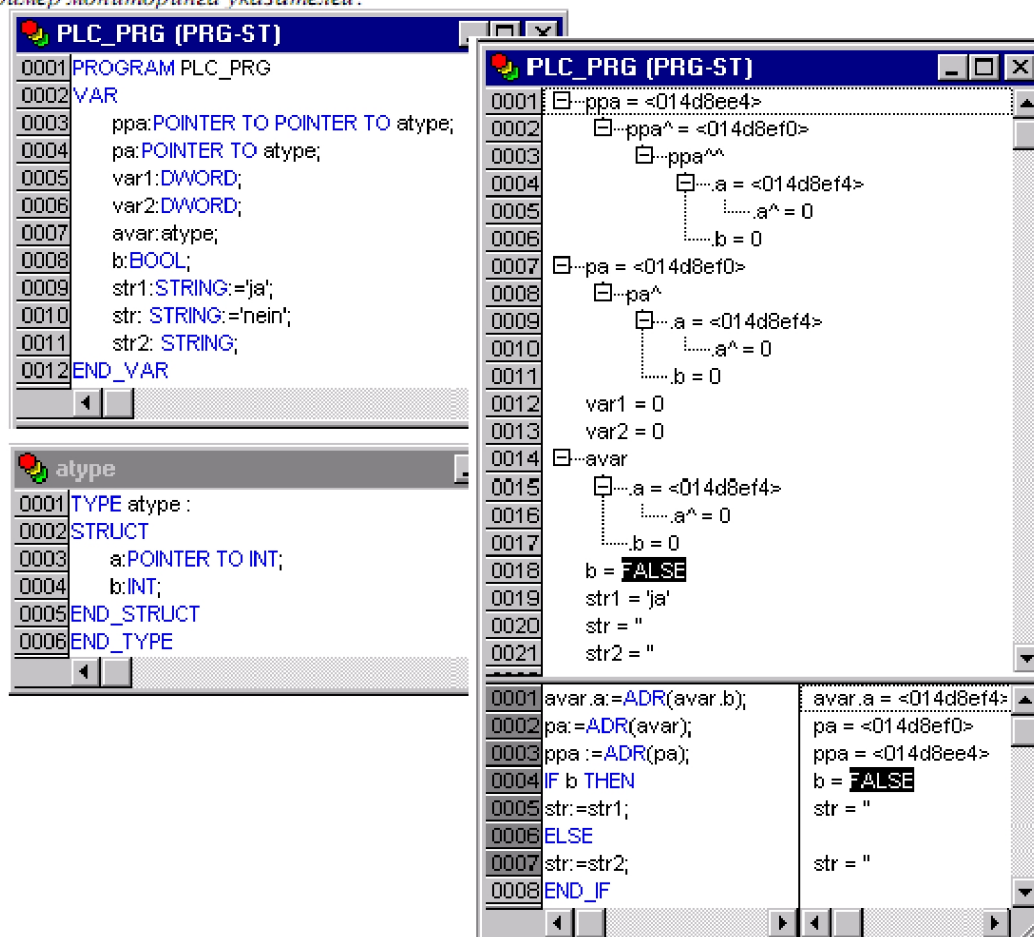 мониторинга указателей:
PLC_PRG (PRG-ST)
0001 PROGRAM PLC_PRG
0002 VAR
0003 ppa:POINTER TO POINTER TO atype;
0004 pa:POINTER TO atype;
0005 var1:DWORD;
0006 var2:DWORD;
0007 avar:atype;
0008 b:BOOL;
0009 str1:STRING:='ja';
0010 str: STRING:='nein';
0011 str2: STRING;
0012 END_VAR
atype
0001 TYPE atype :
0002 STRUCT
0003 a:POINTER TO INT;
0004 b:INT;
0005 END_STRUCT
0006 END_TYPE
PLC_PRG (PRG-ST)
0001 ppa = <014d8ee4>
0002 ppa^ = <014d8ef0>
0003 ppa^^
0004 .a = <014d8ef4>
0005 .a^ = 0
0006 .b = 0
0007 pa = <014d8ef0>
0008 pa^
0009 .a = <014d8ef4>
0010 .a^ = 0
0011 .b = 0
0012 var1 = 0
0013 var2 = 0
0014 avar
0015 .a = <014d8ef4>
0016 .a^ = 0
0017 .b = 0
0018 b = FALSE
0019 str1 = 'ja'
0020 str = ''
0021 str2 = ''
0001 avar.a:=ADR(avar.b); avar.a = <014d8ef4>
0002 pa:=ADR(avar); pa = <014d8ef0>
0003 ppa :=ADR(pa); ppa = <014d8ee4>
0004 IF b THEN b = FALSE
0005 str:=str1; str = ''
0006 ELSE
0007 str:=str2; str = ''
0008 END_IF